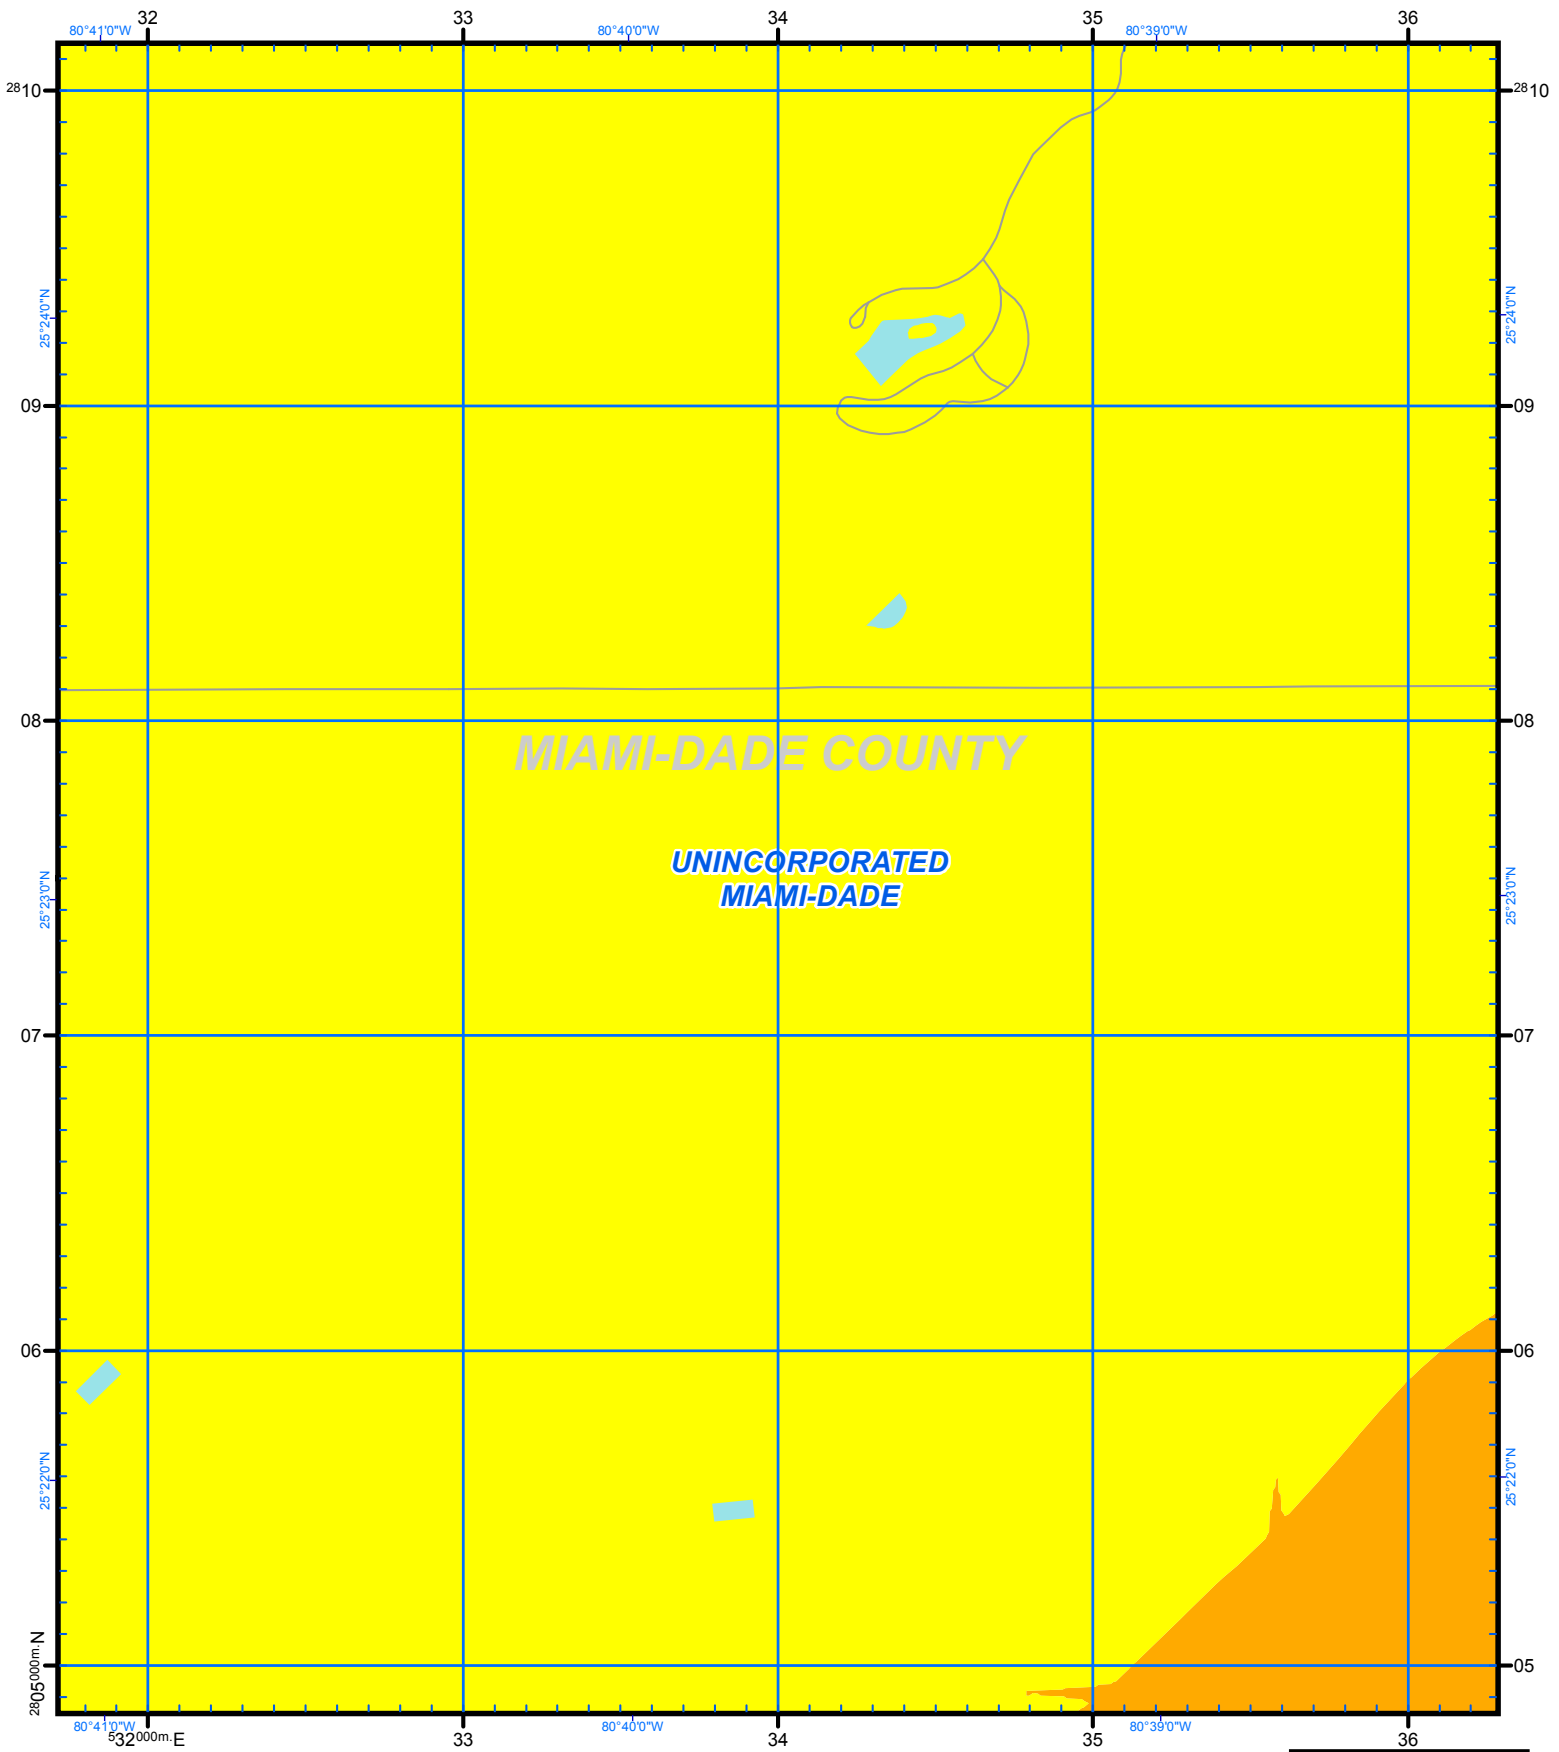 32 33 34 35 36
80°41'0"W 80°40'0"W 80°39'0"W
2810 2810
25°24'0"N 25°24'0"N
09 09
08 08
MIAMI-DADE COUNTY
UNINCORPORATED
MIAMI-DADE
25°23'0"N 25°23'0"N
07 07
06 06
25°22'0"N 25°22'0"N
2805000m.N 05
80°41'0"W 80°40'0"W 80°39'0"W
532000m.E 33 34 35 36